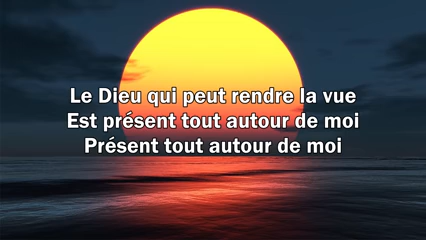 Le Dieu qui peut rendre la vue
Est présent tout autour de moi
Présent tout autour de moi